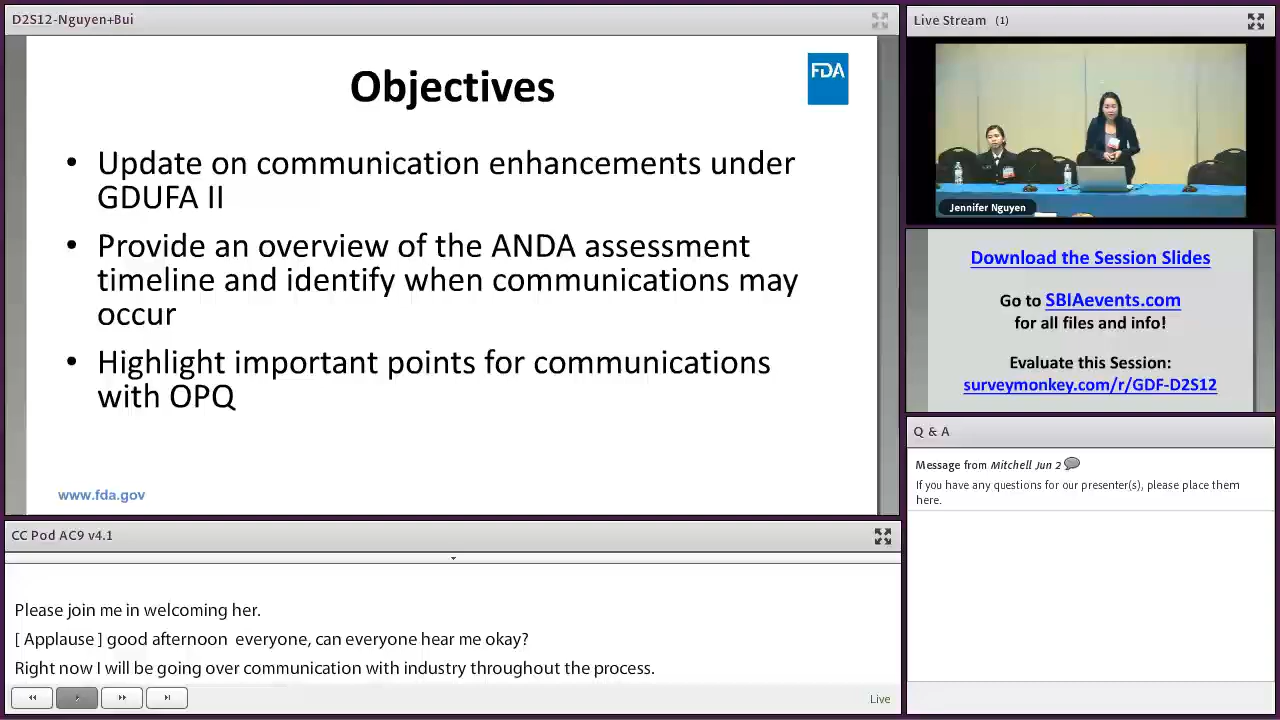 D2S12-Nguyen+Bui
Objectives
FDA
• Update on communication enhancements under
GDUFA II
• Provide an overview of the ANDA assessment
timeline and identify when communications may
occur
• Highlight important points for communications
with OPQ
www.fda.gov
CC Pod AC9 v4.1
Please join me in welcoming her.
[ Applause ] good afternoon  everyone, can everyone hear me okay?
Right now I will be going over communication with industry throughout the process.
Live
Live Stream (1)
Jennifer Nguyen
Download the Session Slides
Go to SBIAevents.com
for all files and info!
Evaluate this Session:
surveymonkey.com/r/GDF-D2S12
Q & A
Message from Mitchell Jun 2
If you have any questions for our presenter(s), please place them
here.